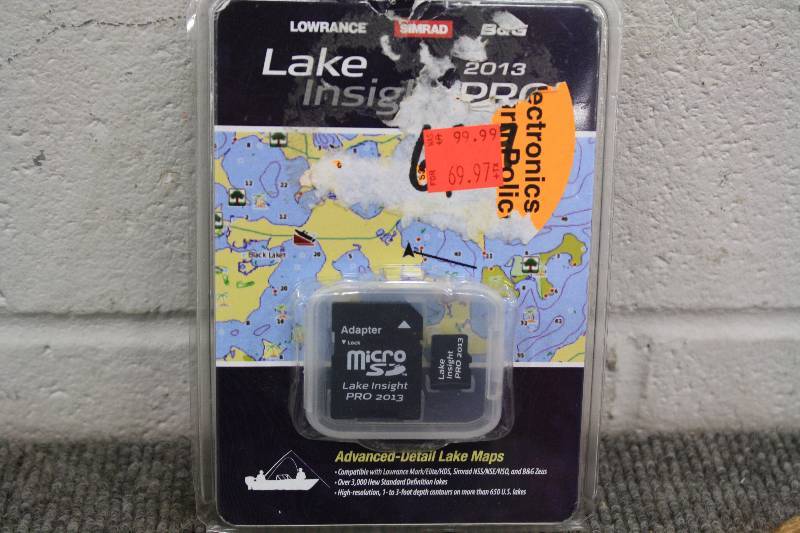 LOWRANCE SIMRAD B&G
Lake 2013
Insight PRO
ectronics
$ 99.99
69.97
Black Lake
Adapter
Lock
micro
SD
Lake Insight
PRO 2013
Lake
Insight
PRO 2013
Advanced-Detail Lake Maps
• Compatible with Lowrance Mark/Elite/HDS, Simrad NSS/NSE/NSO, and B&G Zeus
• Over 3,000 New Standard Definition lakes
• High-resolution, 1- to 3-foot depth contours on more than 650 U.S. lakes